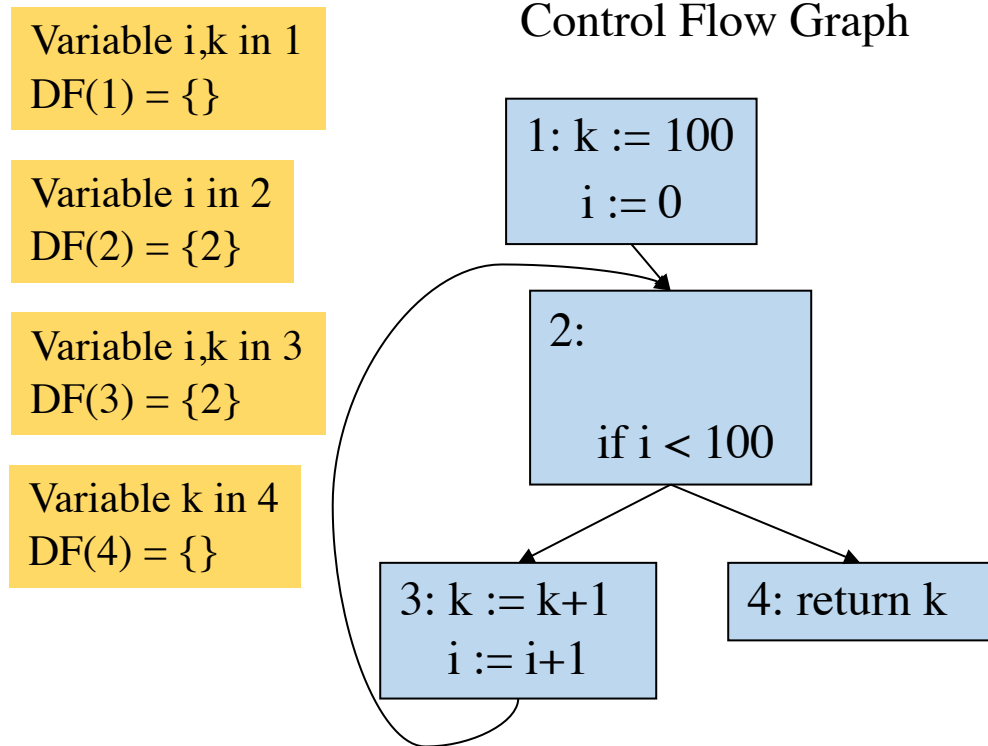 Control Flow Graph
Variable i,k in 1
DF(1) = {}
Variable i in 2
DF(2) = {2}
Variable i,k in 3
DF(3) = {2}
Variable k in 4
DF(4) = {}
1: k := 100
i := 0
2:
if i < 100
3: k := k+1
i := i+1
4: return k